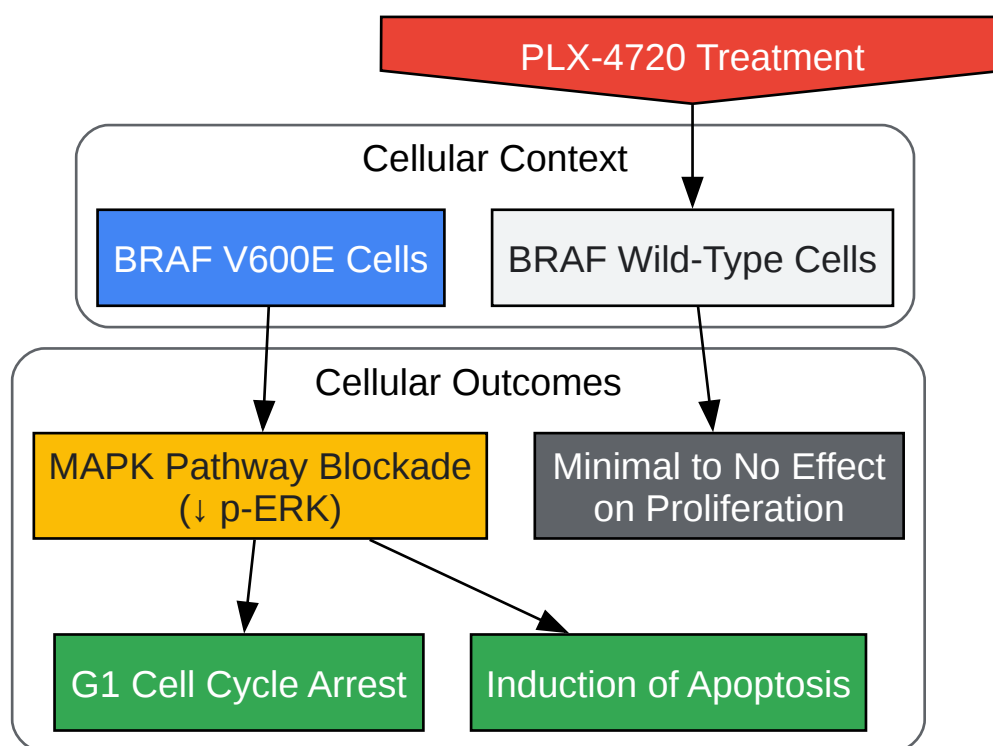 PLX-4720 Treatment
Cellular Context
BRAF V600E Cells
BRAF Wild-Type Cells
Cellular Outcomes
MAPK Pathway Blockade
(↓ p-ERK)
Minimal to No Effect
on Proliferation
G1 Cell Cycle Arrest
Induction of Apoptosis